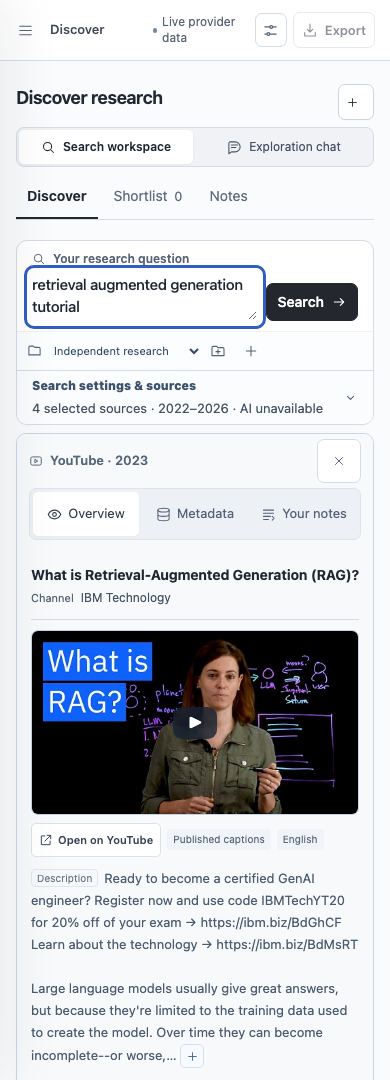 Discover
Live provider
data
Export
Discover research
Search workspace
Exploration chat
Discover
Shortlist 0
Notes
Your research question
retrieval augmented generation
tutorial
Search →
Independent research
Search settings & sources
4 selected sources · 2022–2026 · AI unavailable
YouTube · 2023
Overview
Metadata
Your notes
What is Retrieval-Augmented Generation (RAG)?
Channel IBM Technology
What is
RAG?
LLM
user
Open on YouTube
Published captions
English
Description Ready to become a certified GenAI
engineer? Register now and use code IBMTechYT20
for 20% off of your exam → https://ibm.biz/BdGhCF
Learn about the technology → https://ibm.biz/BdMsRT
Large language models usually give great answers,
but because they're limited to the training data used
to create the model. Over time they can become
incomplete--or worse,... +